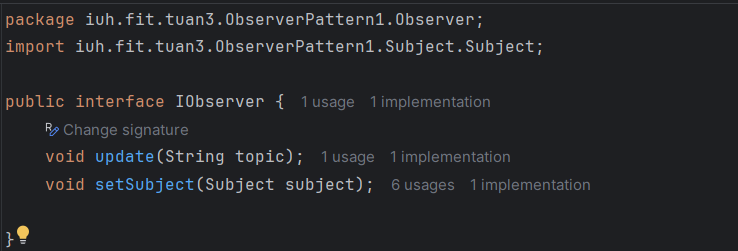 package iuh.fit.tuan3.ObserverPattern1.Observer;
import iuh.fit.tuan3.ObserverPattern1.Subject.Subject;
public interface IObserver { 1 usage 1 implementation
Change signature
void update(String topic); 1 usage 1 implementation
void setSubject(Subject subject); 6 usages 1 implementation
}